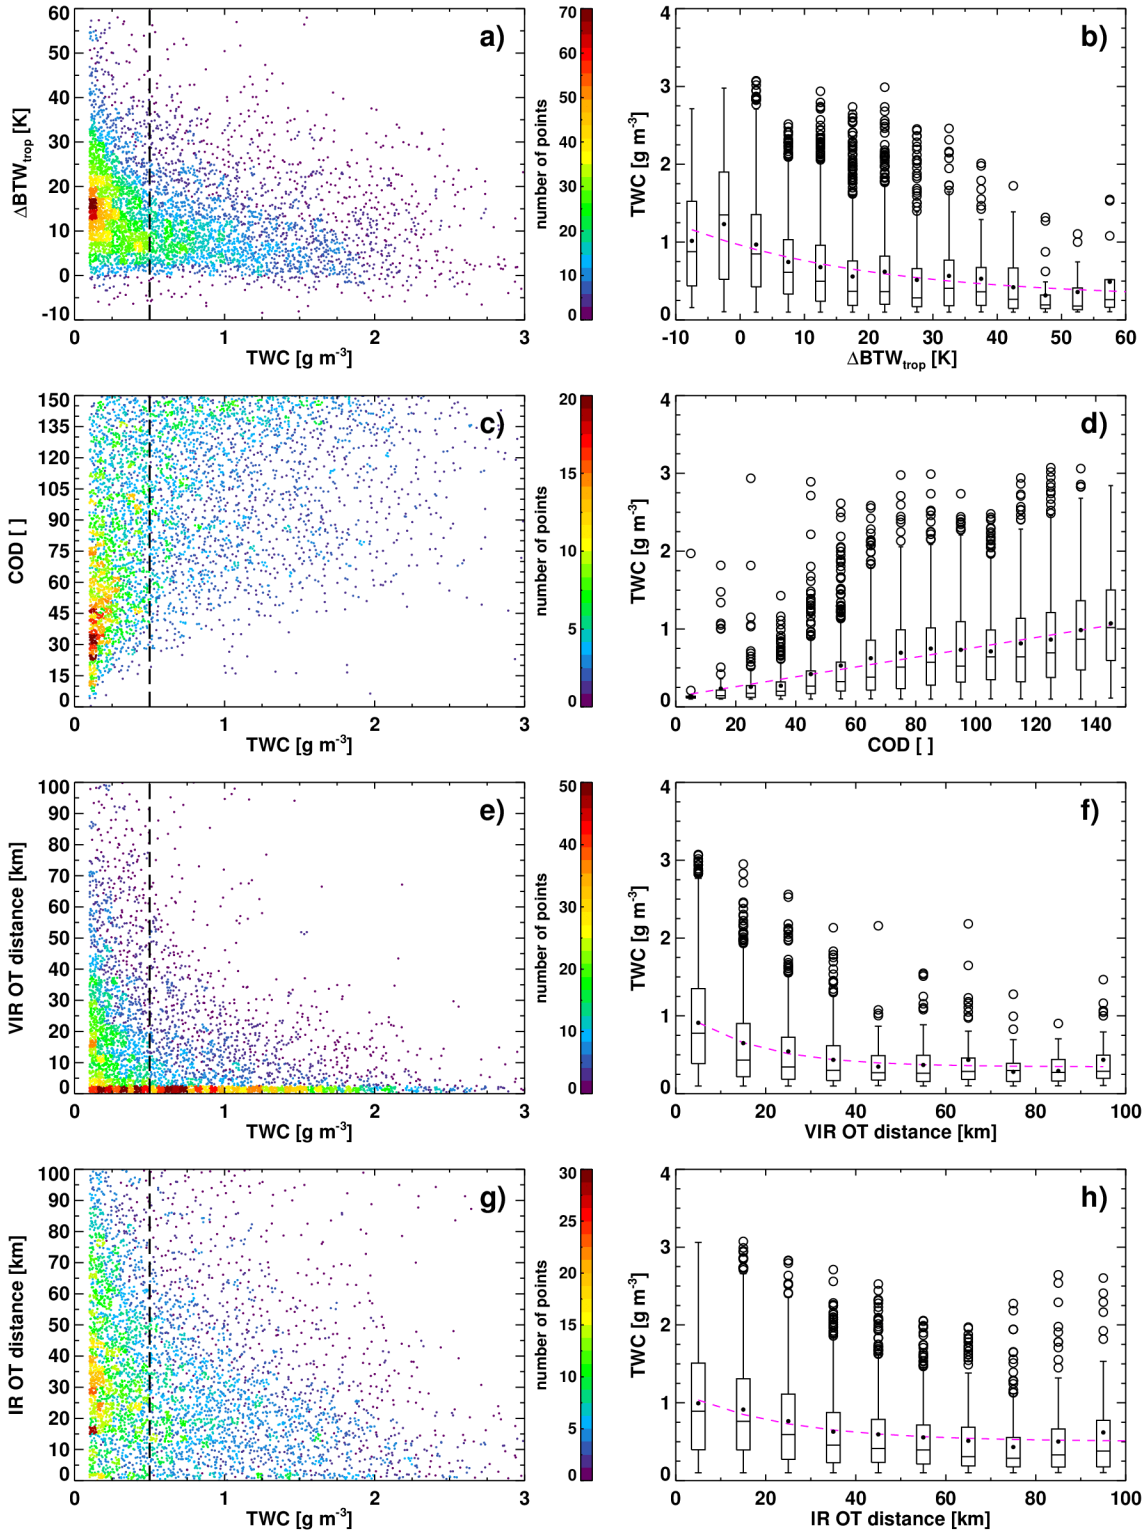 a)
60
50
40
30
20
10
0
-10
ΔBTW_trop [K]
0 1 2 3
TWC [g m⁻³]
70
60
50
40
30
20
10
0
number of points
b)
4
3
2
1
0
TWC [g m⁻³]
-10 0 10 20 30 40 50 60
ΔBTW_trop [K]
c)
150
135
120
105
90
75
60
45
30
15
0
COD [ ]
0 1 2 3
TWC [g m⁻³]
20
15
10
5
0
number of points
d)
4
3
2
1
0
TWC [g m⁻³]
0 20 40 60 80 100 120 140
COD [ ]
e)
100
90
80
70
60
50
40
30
20
10
0
VIR OT distance [km]
0 1 2 3
TWC [g m⁻³]
50
40
30
20
10
0
number of points
f)
4
3
2
1
0
TWC [g m⁻³]
0 20 40 60 80 100
VIR OT distance [km]
g)
100
90
80
70
60
50
40
30
20
10
0
IR OT distance [km]
0 1 2 3
TWC [g m⁻³]
30
25
20
15
10
5
0
number of points
h)
4
3
2
1
0
TWC [g m⁻³]
0 20 40 60 80 100
IR OT distance [km]